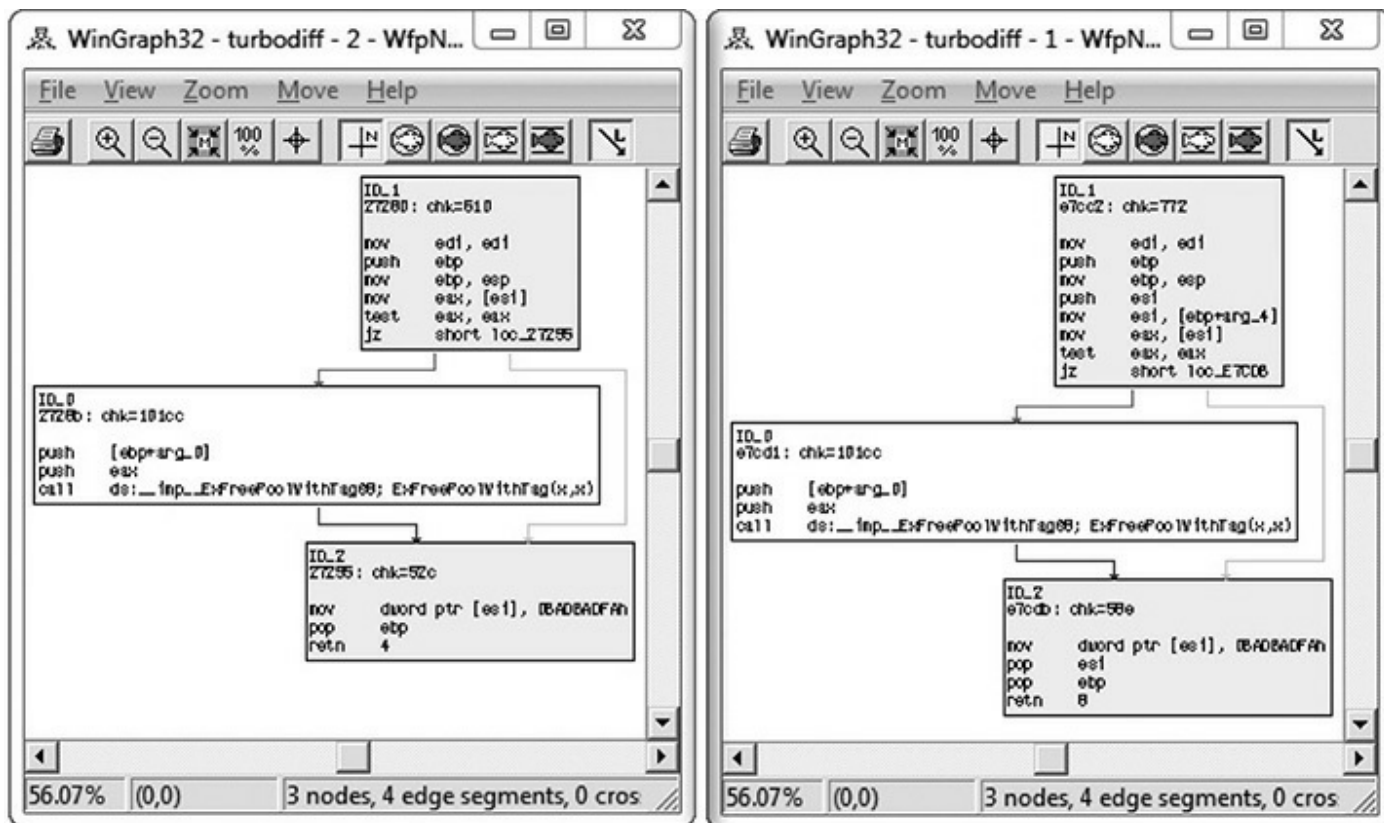 WinGraph32 - turbodiff - 2 - WfpN...
File View Zoom Move Help
100 %
ID_1
27280: chk=610
mov edi, edi
push ebp
mov ebp, esp
mov eax, [esi]
test eax, eax
jz short loc_27295
ID_0
2728b: chk=101cc
push [ebp+arg_0]
push eax
call ds:__imp__ExFreePoolWithTag@8; ExFreePoolWithTag(x,x)
ID_2
27295: chk=52c
mov dword ptr [esi], 0BADBADFAh
pop ebp
retn 4
56.07% (0,0) 3 nodes, 4 edge segments, 0 cros
WinGraph32 - turbodiff - 1 - WfpN...
File View Zoom Move Help
100 %
ID_1
e7cc2: chk=772
mov edi, edi
push ebp
mov ebp, esp
push esi
mov esi, [ebp+arg_4]
mov eax, [esi]
test eax, eax
jz short loc_E7CDB
ID_0
e7cd1: chk=101cc
push [ebp+arg_0]
push eax
call ds:__imp__ExFreePoolWithTag@8; ExFreePoolWithTag(x,x)
ID_2
e7cdb: chk=58e
mov dword ptr [esi], 0BADBADFAh
pop esi
pop ebp
retn 8
56.07% (0,0) 3 nodes, 4 edge segments, 0 cros